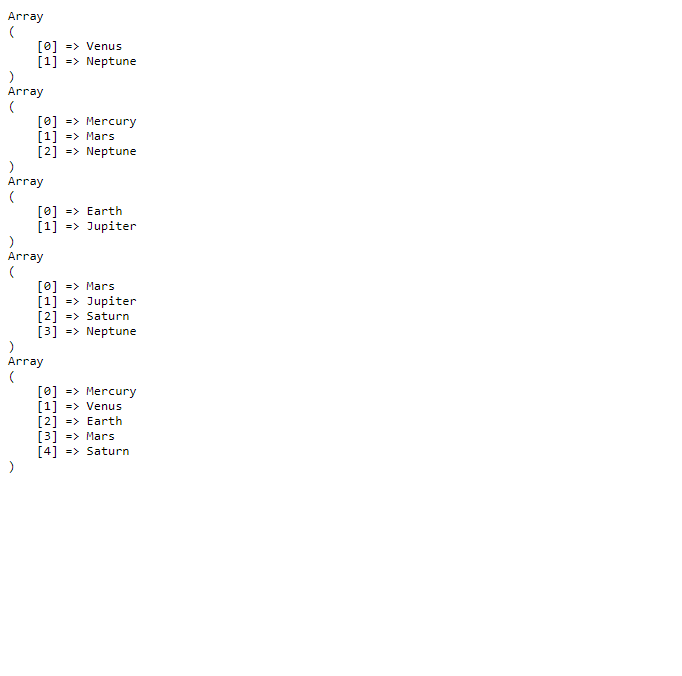 Array
(
    [0] => Venus
    [1] => Neptune
)
Array
(
    [0] => Mercury
    [1] => Mars
    [2] => Neptune
)
Array
(
    [0] => Earth
    [1] => Jupiter
)
Array
(
    [0] => Mars
    [1] => Jupiter
    [2] => Saturn
    [3] => Neptune
)
Array
(
    [0] => Mercury
    [1] => Venus
    [2] => Earth
    [3] => Mars
    [4] => Saturn
)